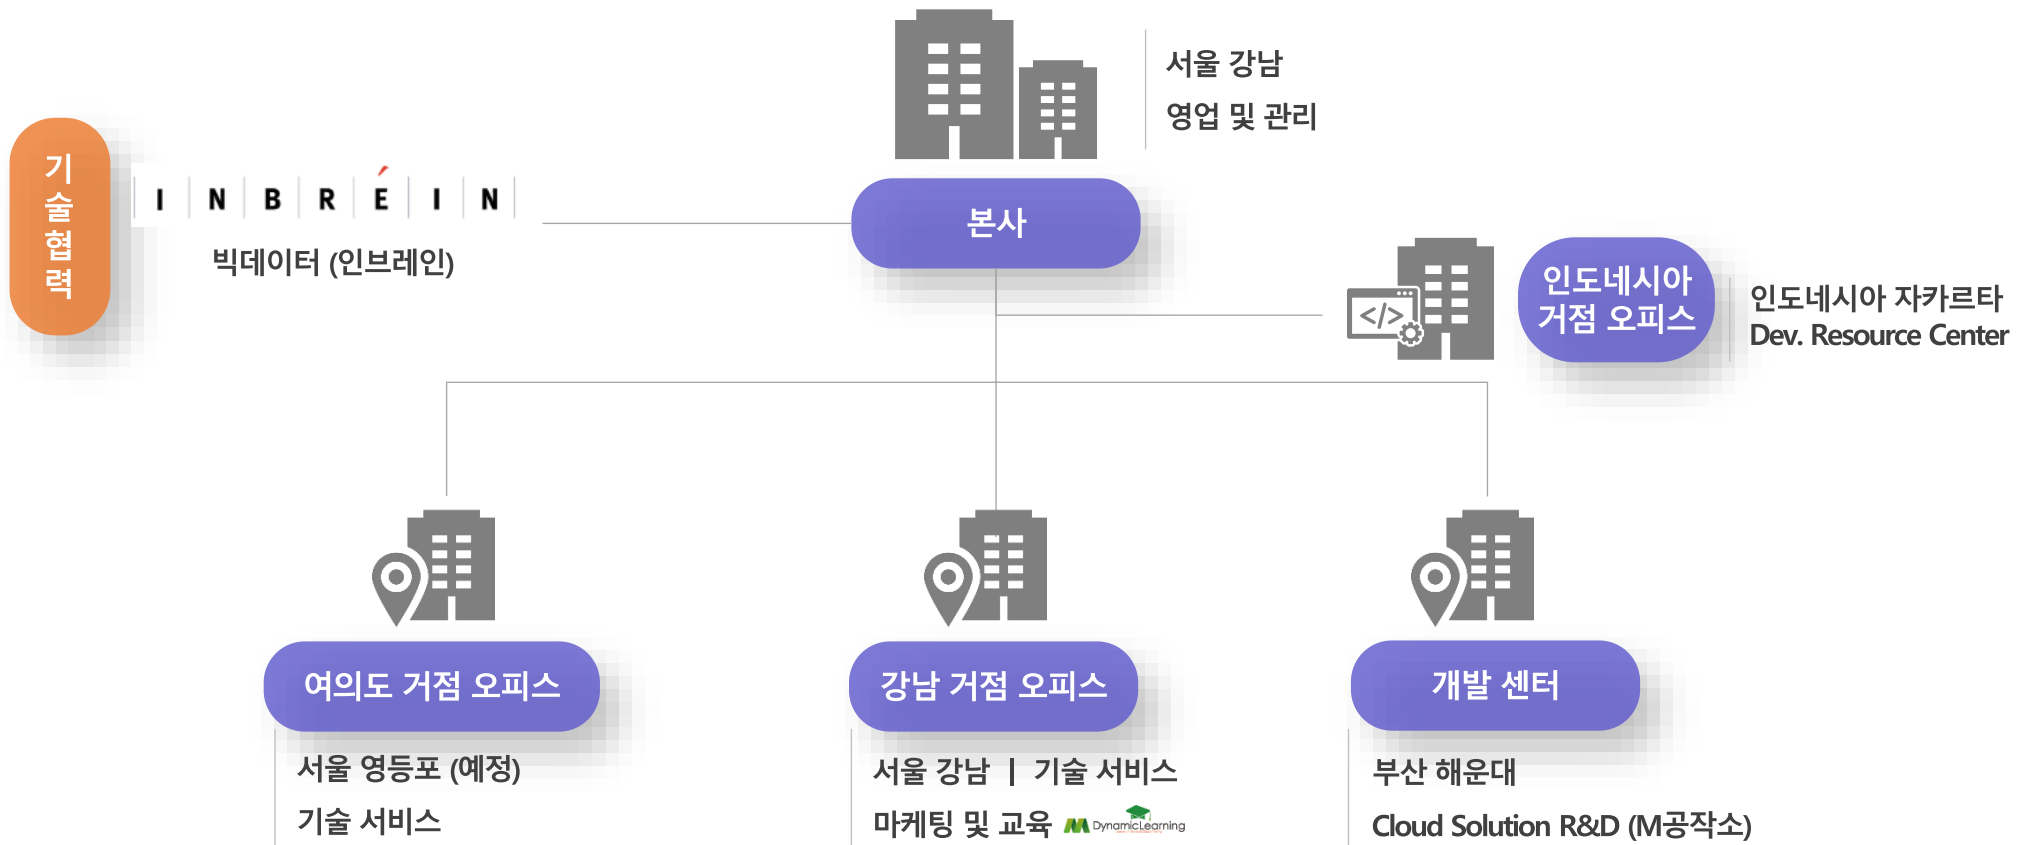 서울 강남
영업 및 관리
기술협력
INBRÉIN
빅데이터 (인브레인)
본사
</>
인도네시아
거점 오피스
인도네시아 자카르타
Dev. Resource Center
여의도 거점 오피스
강남 거점 오피스
개발 센터
서울 영등포 (예정)
기술 서비스
서울 강남 | 기술 서비스
마케팅 및 교육 DynamicLearning
부산 해운대
Cloud Solution R&D (M공작소)